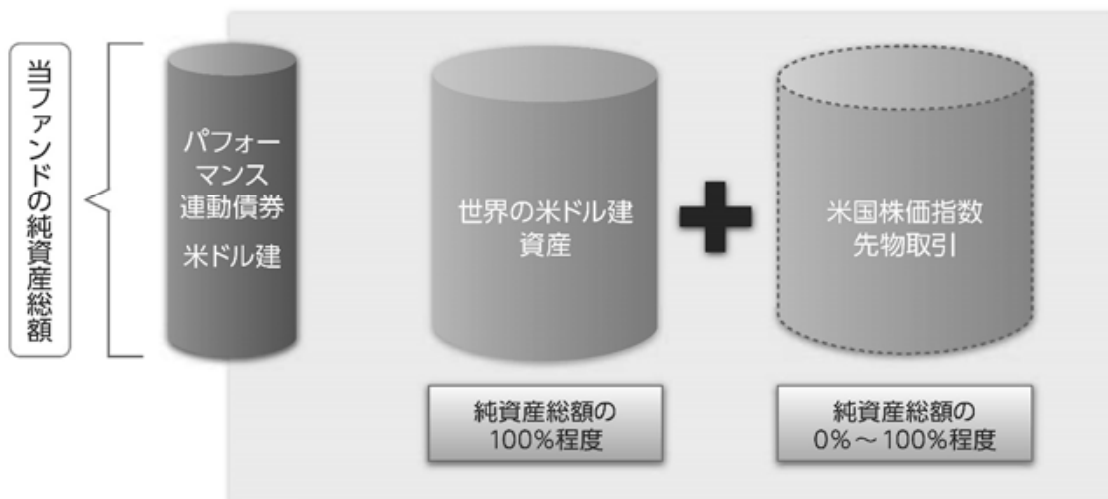 当ファンドの純資産総額
パフォー
マンス
連動債券
米ドル建
世界の米ドル建
資産
米国株価指数
先物取引
純資産総額の
100%程度
純資産総額の
0%～100%程度